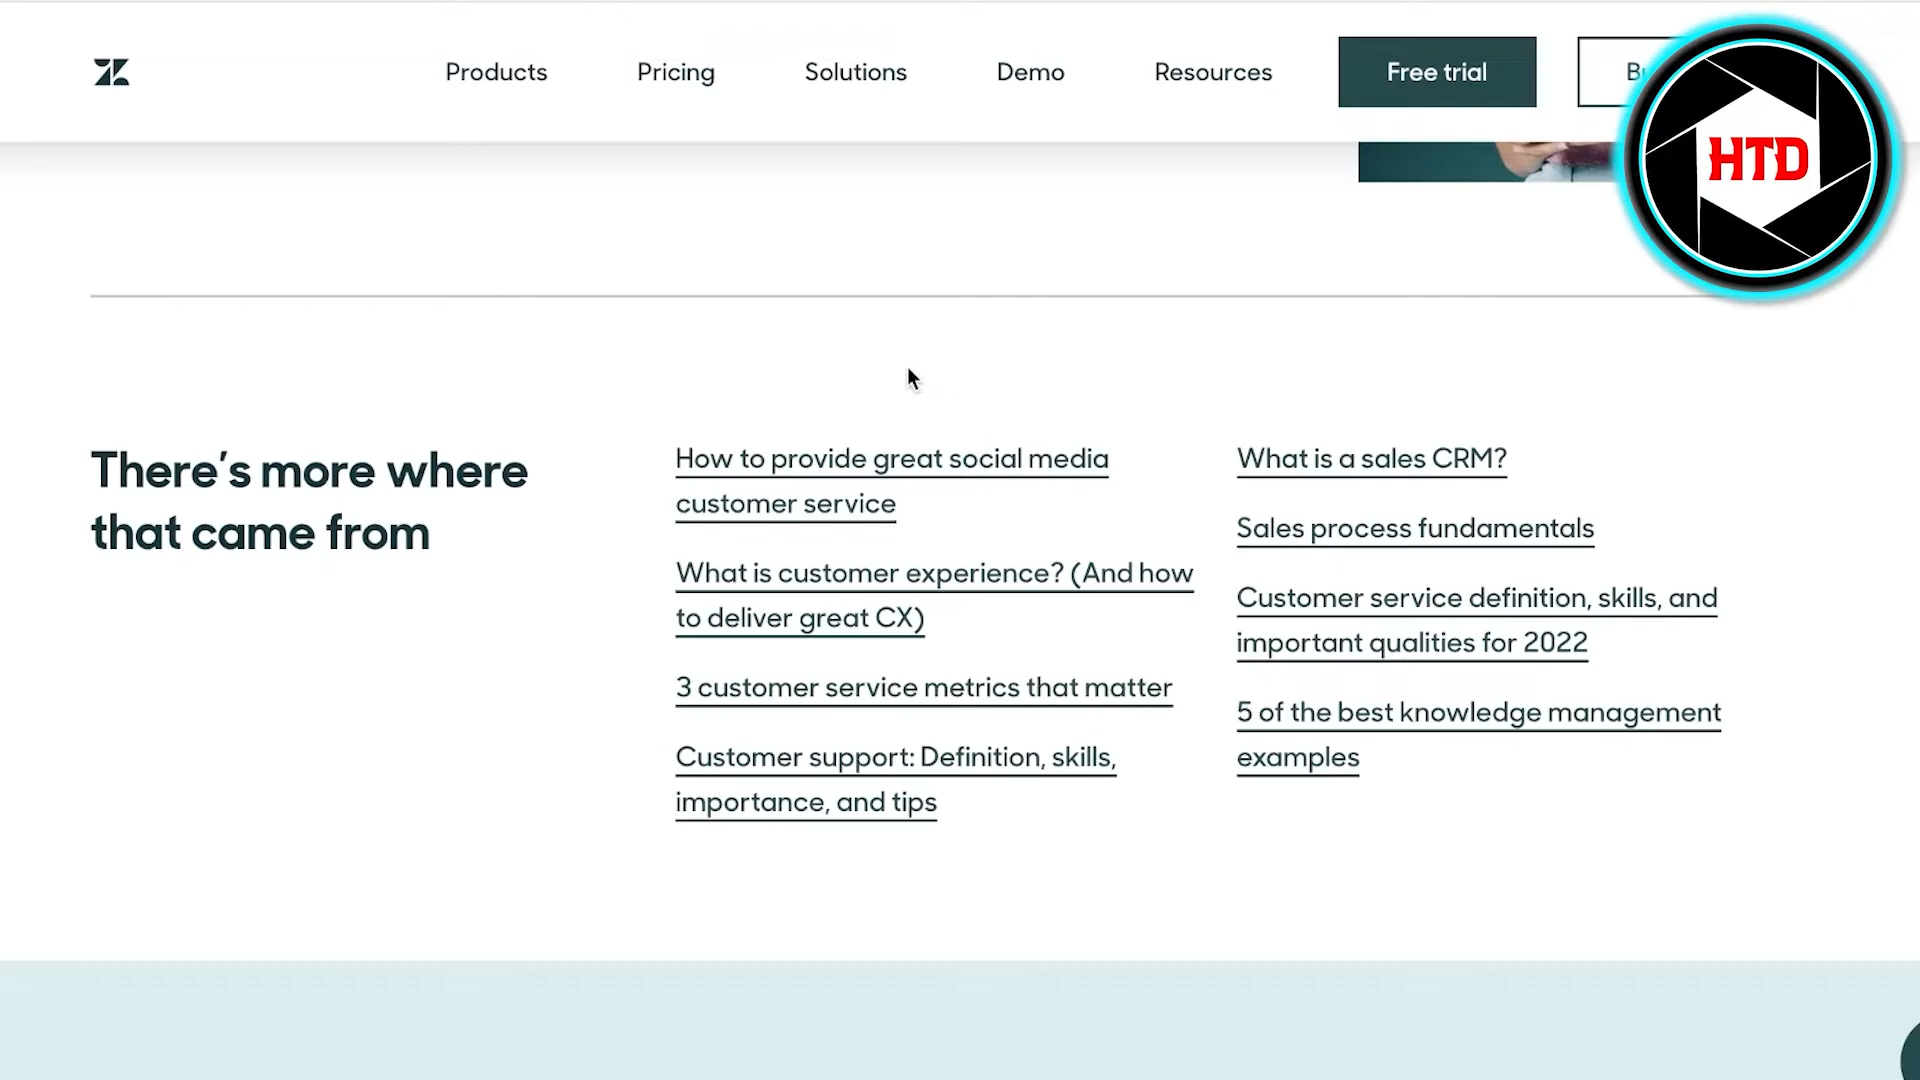 Products
Pricing
Solutions
Demo
Resources
Free trial
HTD
There's more where
that came from
How to provide great social media
customer service
What is customer experience? (And how
to deliver great CX)
3 customer service metrics that matter
Customer support: Definition, skills,
importance, and tips
What is a sales CRM?
Sales process fundamentals
Customer service definition, skills, and
important qualities for 2022
5 of the best knowledge management
examples